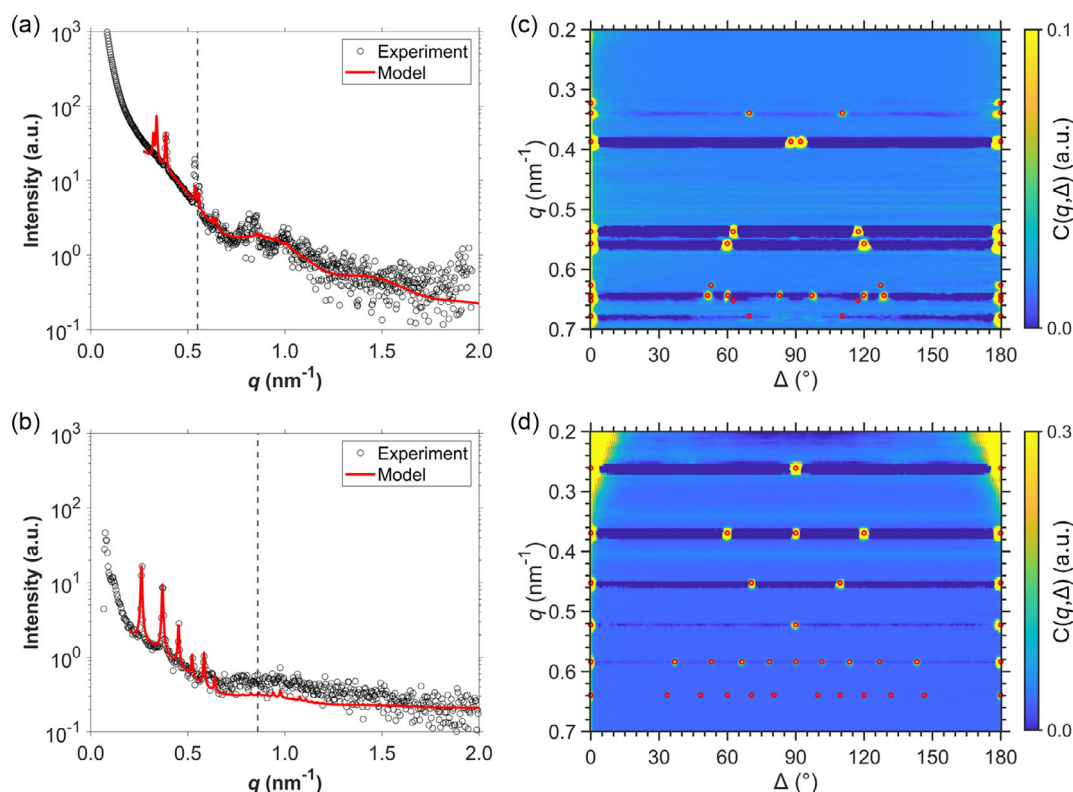 (a)
10³
10²
10¹
10⁰
10⁻¹
Intensity (a.u.)
Experiment
Model
0.0 0.5 1.0 1.5 2.0
q (nm⁻¹)
(c)
0.2
0.3
0.4
0.5
0.6
0.7
q (nm⁻¹)
0 30 60 90 120 150 180
Δ (°)
0.1
0.0
C(q,Δ) (a.u.)
(b)
10³
10²
10¹
10⁰
10⁻¹
Intensity (a.u.)
Experiment
Model
0.0 0.5 1.0 1.5 2.0
q (nm⁻¹)
(d)
0.2
0.3
0.4
0.5
0.6
0.7
q (nm⁻¹)
0 30 60 90 120 150 180
Δ (°)
0.3
0.0
C(q,Δ) (a.u.)